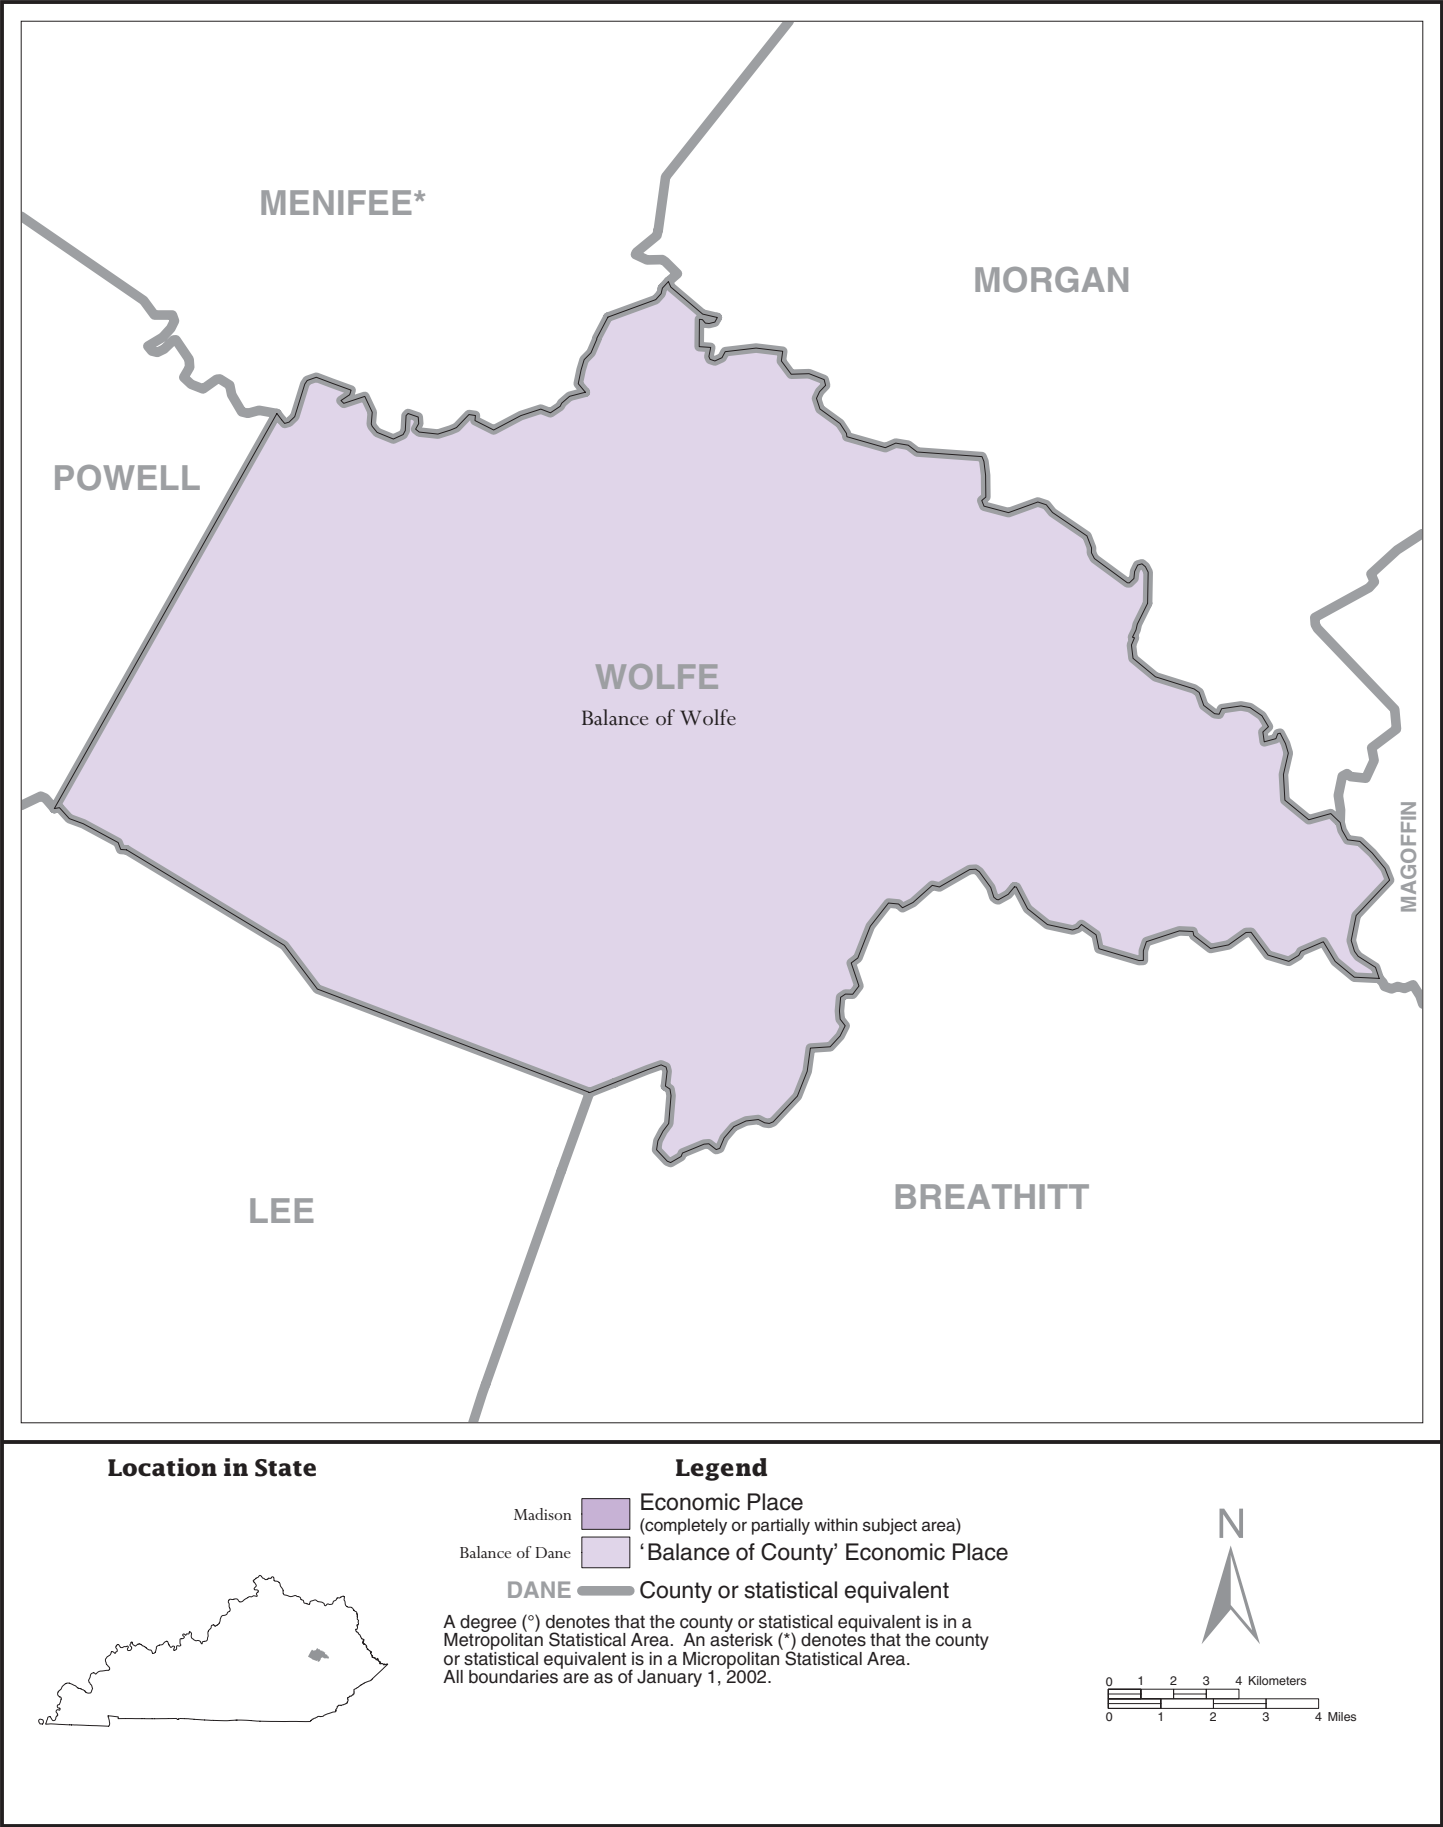 MENIFEE*
MORGAN
POWELL
WOLFE
Balance of Wolfe
MAGOFFIN
BREATHITT
LEE
Location in State
Legend
Madison
Economic Place
(completely or partially within subject area)
Balance of Dane
‘Balance of County’ Economic Place
DANE
County or statistical equivalent
A degree (°) denotes that the county or statistical equivalent is in a
Metropolitan Statistical Area.  An asterisk (*) denotes that the county
or statistical equivalent is in a Micropolitan Statistical Area.
All boundaries are as of January 1, 2002.
N
0 1 2 3 4 Kilometers
0 1 2 3 4 Miles